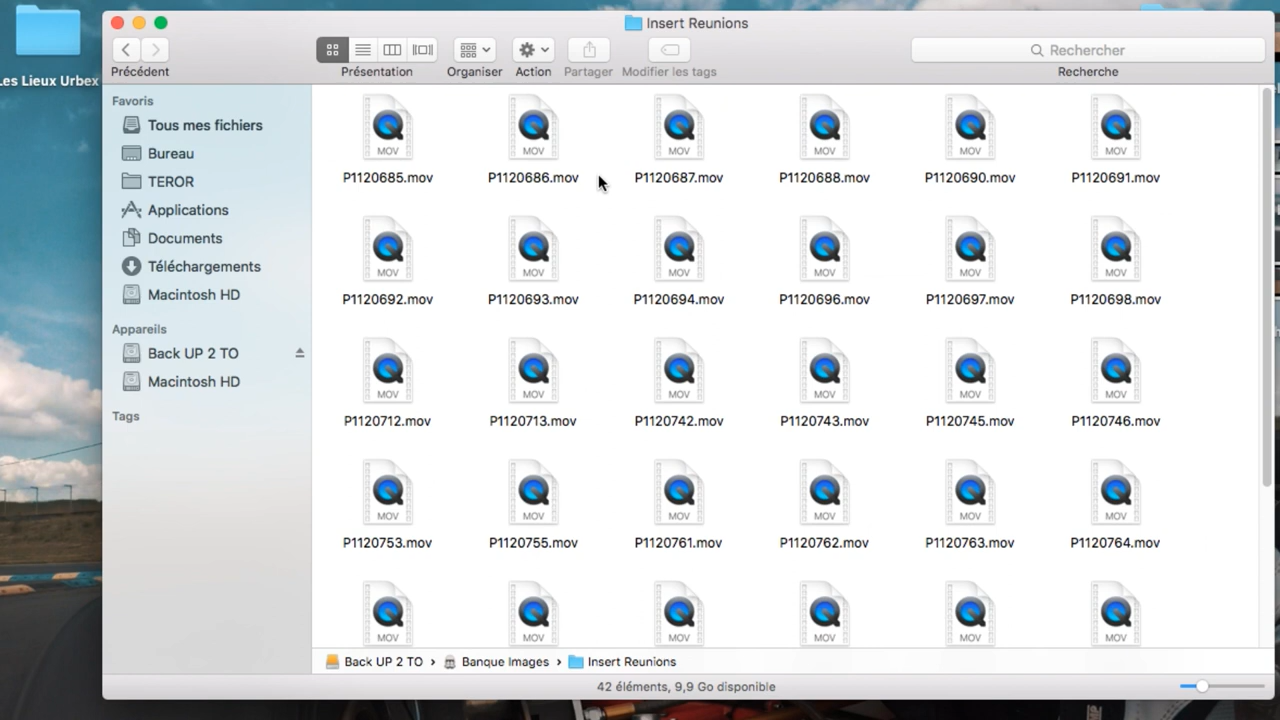 Les Lieux Urbex
Insert Reunions
Précédent
Présentation
Organiser
Action
Partager
Modifier les tags
Rechercher
Recherche
Favoris
Tous mes fichiers
Bureau
TEROR
Applications
Documents
Téléchargements
Macintosh HD
Appareils
Back UP 2 TO
Macintosh HD
Tags
MOV MOV MOV MOV MOV MOV
P1120685.mov P1120686.mov P1120687.mov P1120688.mov P1120690.mov P1120691.mov
MOV MOV MOV MOV MOV MOV
P1120692.mov P1120693.mov P1120694.mov P1120696.mov P1120697.mov P1120698.mov
MOV MOV MOV MOV MOV MOV
P1120712.mov P1120713.mov P1120742.mov P1120743.mov P1120745.mov P1120746.mov
MOV MOV MOV MOV MOV MOV
P1120753.mov P1120755.mov P1120761.mov P1120762.mov P1120763.mov P1120764.mov
MOV MOV MOV MOV MOV MOV
Back UP 2 TO › Banque Images › Insert Reunions
42 éléments, 9,9 Go disponible